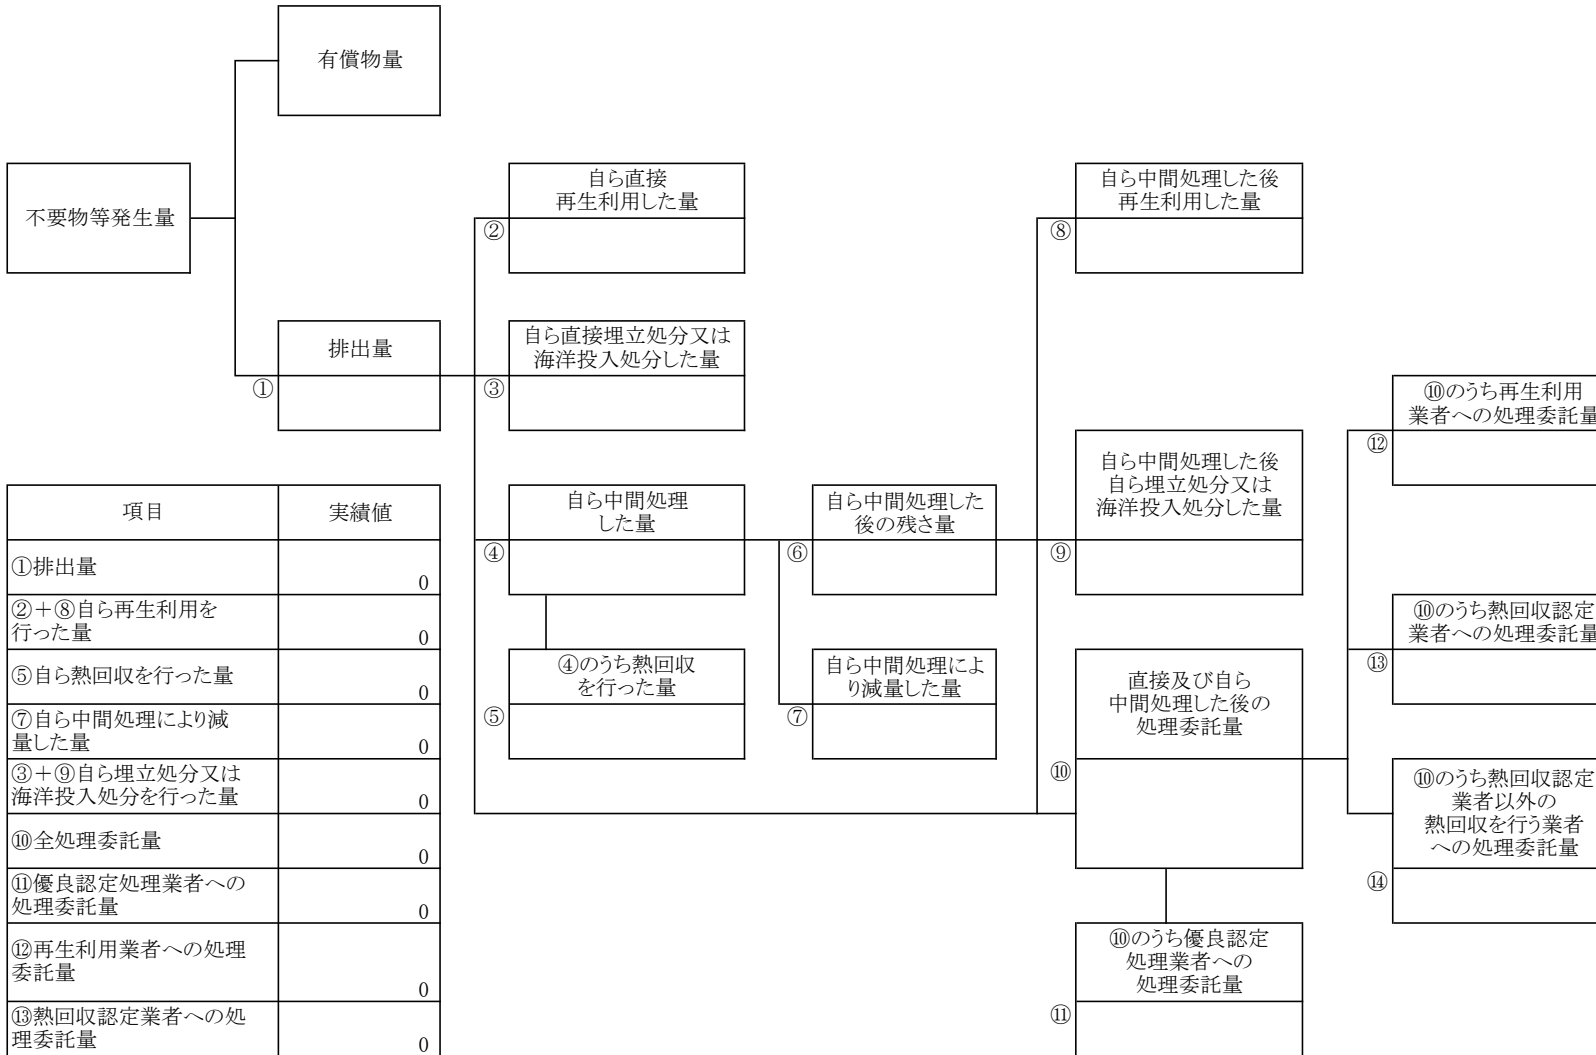 有償物量
不要物等発生量
自ら直接
再生利用した量
②
自ら中間処理した後
再生利用した量
⑧
排出量
①
自ら直接埋立処分又は
海洋投入処分した量
③
⑩のうち再生利用
業者への処理委託量
⑫
自ら中間処理した後
自ら埋立処分又は
海洋投入処分した量
⑨
自ら中間処理
した量
④
自ら中間処理した
後の残さ量
⑥
⑩のうち熱回収認定
業者への処理委託量
⑬
④のうち熱回収
を行った量
⑤
自ら中間処理によ
り減量した量
⑦
直接及び自ら
中間処理した後の
処理委託量
⑩
⑩のうち熱回収認定
業者以外の
熱回収を行う業者
への処理委託量
⑭
⑩のうち優良認定
処理業者への
処理委託量
⑪
項目 実績値
①排出量
0
②+⑧自ら再生利用を
行った量
0
⑤自ら熱回収を行った量
0
⑦自ら中間処理により減
量した量
0
③+⑨自ら埋立処分又は
海洋投入処分を行った量
0
⑩全処理委託量
0
⑪優良認定処理業者への
処理委託量
0
⑫再生利用業者への処理
委託量
0
⑬熱回収認定業者への処
理委託量
0